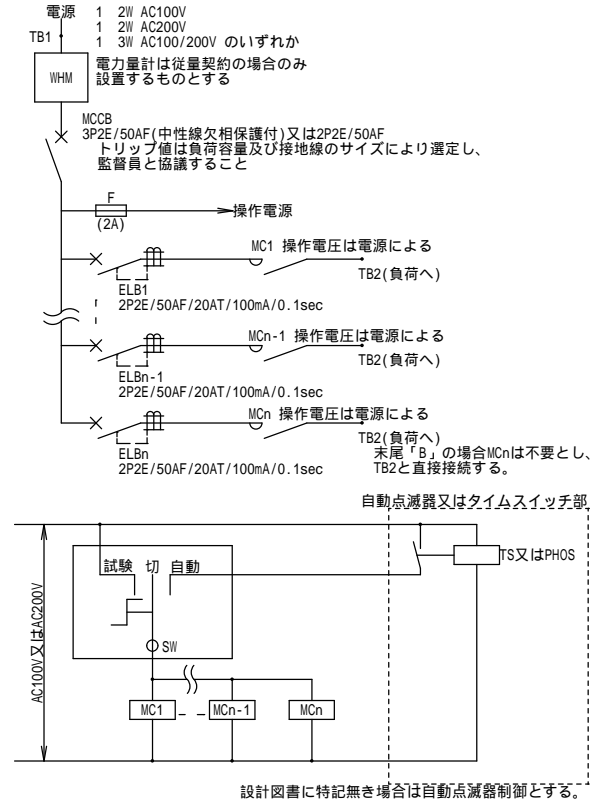 電源 1 2W AC100V
1 2W AC200V
1 3W AC100/200V のいずれか
TB1
WHM
電力量計は従量契約の場合のみ
設置するものとする
MCCB
3P2E/50AF(中性線欠相保護付)又は2P2E/50AF
トリップ値は負荷容量及び接地線のサイズにより選定し、
監督員と協議すること
F
(2A)
操作電源
MC1 操作電圧は電源による
TB2(負荷へ)
ELB1
2P2E/50AF/20AT/100mA/0.1sec
MCn-1 操作電圧は電源による
TB2(負荷へ)
ELBn-1
2P2E/50AF/20AT/100mA/0.1sec
MCn 操作電圧は電源による
TB2(負荷へ)
末尾「B」の場合MCnは不要とし、
TB2と直接接続する。
ELBn
2P2E/50AF/20AT/100mA/0.1sec
自動点滅器又はタイムスイッチ部
試験 切 自動
TS又はPHOS
AC100V又はAC200V
SW
MC1
MCn-1
MCn
設計図書に特記無き場合は自動点滅器制御とする。